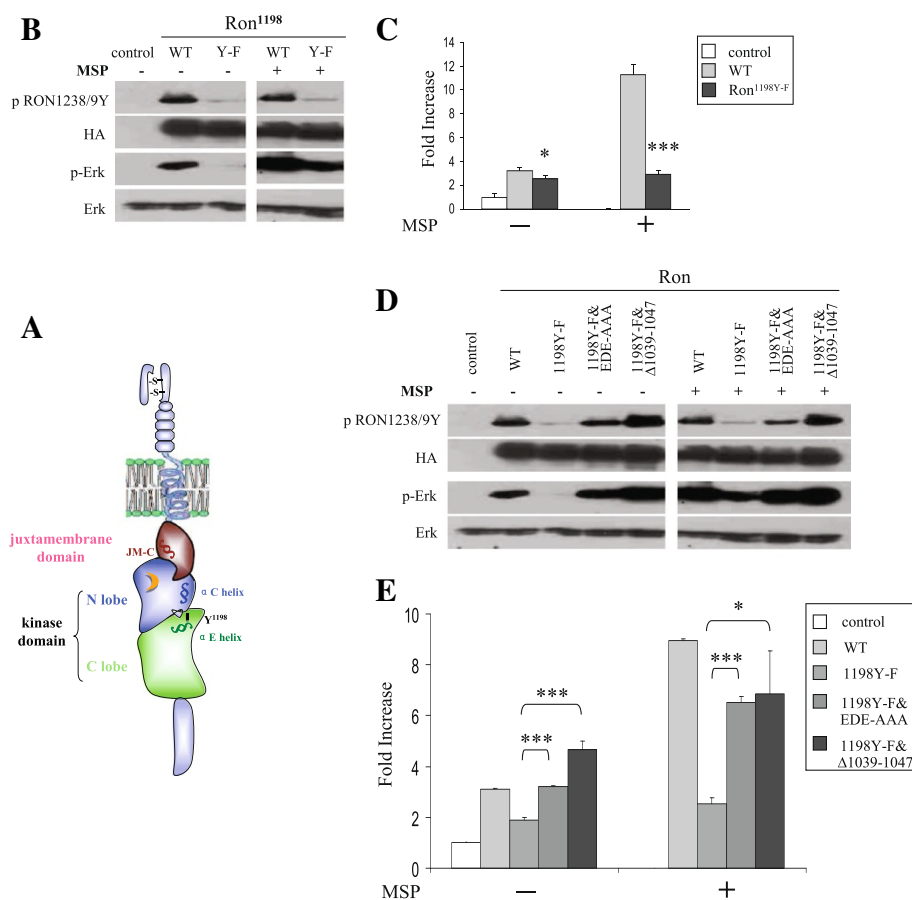 B
Ron1198
control WT Y-F WT Y-F
MSP - - + +
-
p RON1238/9Y
HA
p-Erk
Erk
C
control
WT
Ron1198Y-F
Fold Increase
14
12
10
8
6
4
2
0
*
***
MSP — +
A
-S
-S
juxtamembrane
domain
JM-C
N lobe
α C helix
kinase
domain
Y1198
α E helix
C lobe
D
Ron
control
WT
1198Y-F
1198Y-F&
EDE-AAA
1198Y-F&
Δ1039-1047
WT
1198Y-F
1198Y-F&
EDE-AAA
1198Y-F&
Δ1039-1047
MSP
- - - - - + + + +
p RON1238/9Y
HA
p-Erk
Erk
E
Fold Increase
10
8
6
4
2
0
***
***
*
***
MSP — +
control
WT
1198Y-F
1198Y-F&
EDE-AAA
1198Y-F&
Δ1039-1047